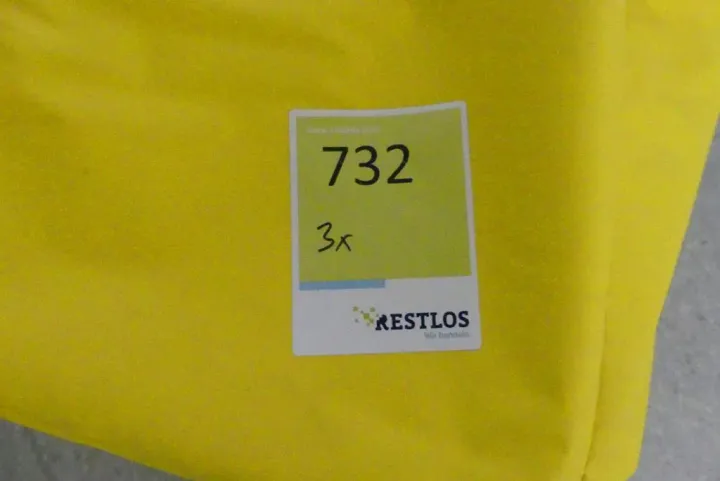 732
3x
RESTLOS